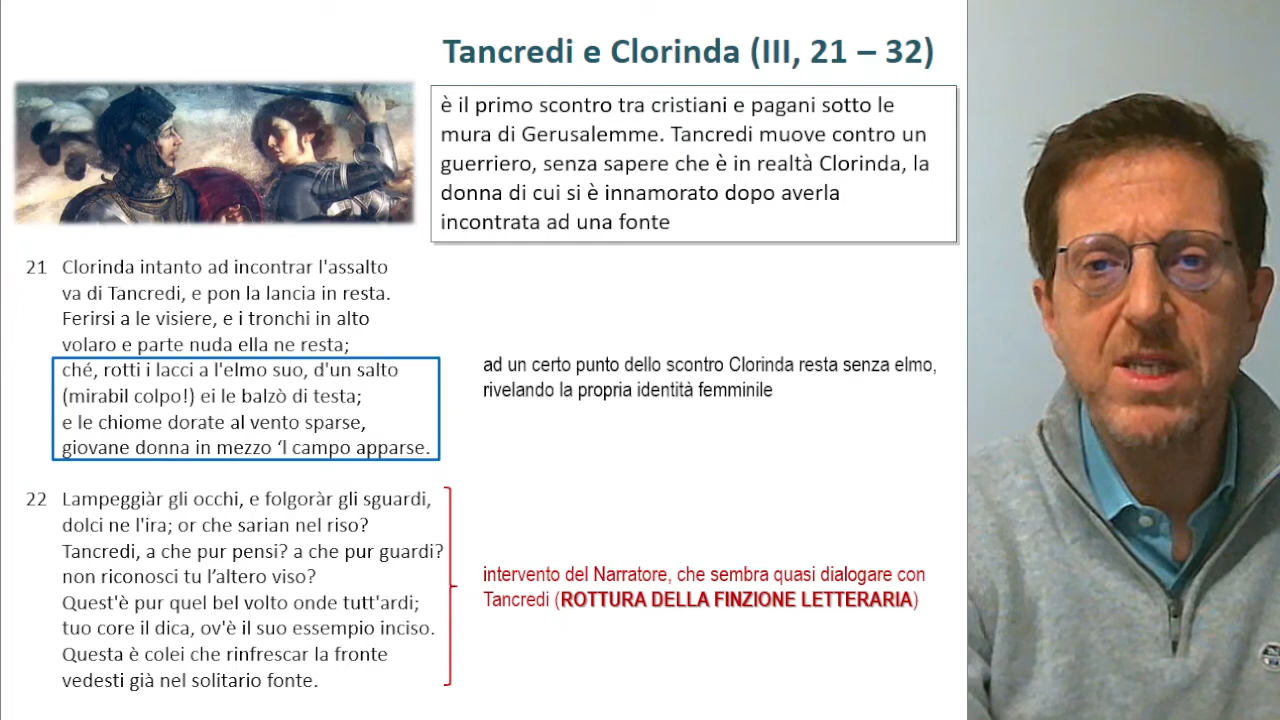 Tancredi e Clorinda (III, 21 – 32)
è il primo scontro tra cristiani e pagani sotto le
mura di Gerusalemme. Tancredi muove contro un
guerriero, senza sapere che è in realtà Clorinda, la
donna di cui si è innamorato dopo averla
incontrata ad una fonte
21 Clorinda intanto ad incontrar l'assalto
va di Tancredi, e pon la lancia in resta.
Ferirsi a le visiere, e i tronchi in alto
volaro e parte nuda ella ne resta;
ché, rotti i lacci a l'elmo suo, d'un salto
(mirabil colpo!) ei le balzò di testa;
e le chiome dorate al vento sparse,
giovane donna in mezzo ‘l campo apparse.
ad un certo punto dello scontro Clorinda resta senza elmo,
rivelando la propria identità femminile
22 Lampeggiàr gli occhi, e folgoràr gli sguardi,
dolci ne l'ira; or che sarian nel riso?
Tancredi, a che pur pensi? a che pur guardi?
non riconosci tu l’altero viso?
Quest'è pur quel bel volto onde tutt'ardi;
tuo core il dica, ov'è il suo essempio inciso.
Questa è colei che rinfrescar la fronte
vedesti già nel solitario fonte.
intervento del Narratore, che sembra quasi dialogare con
Tancredi (ROTTURA DELLA FINZIONE LETTERARIA)